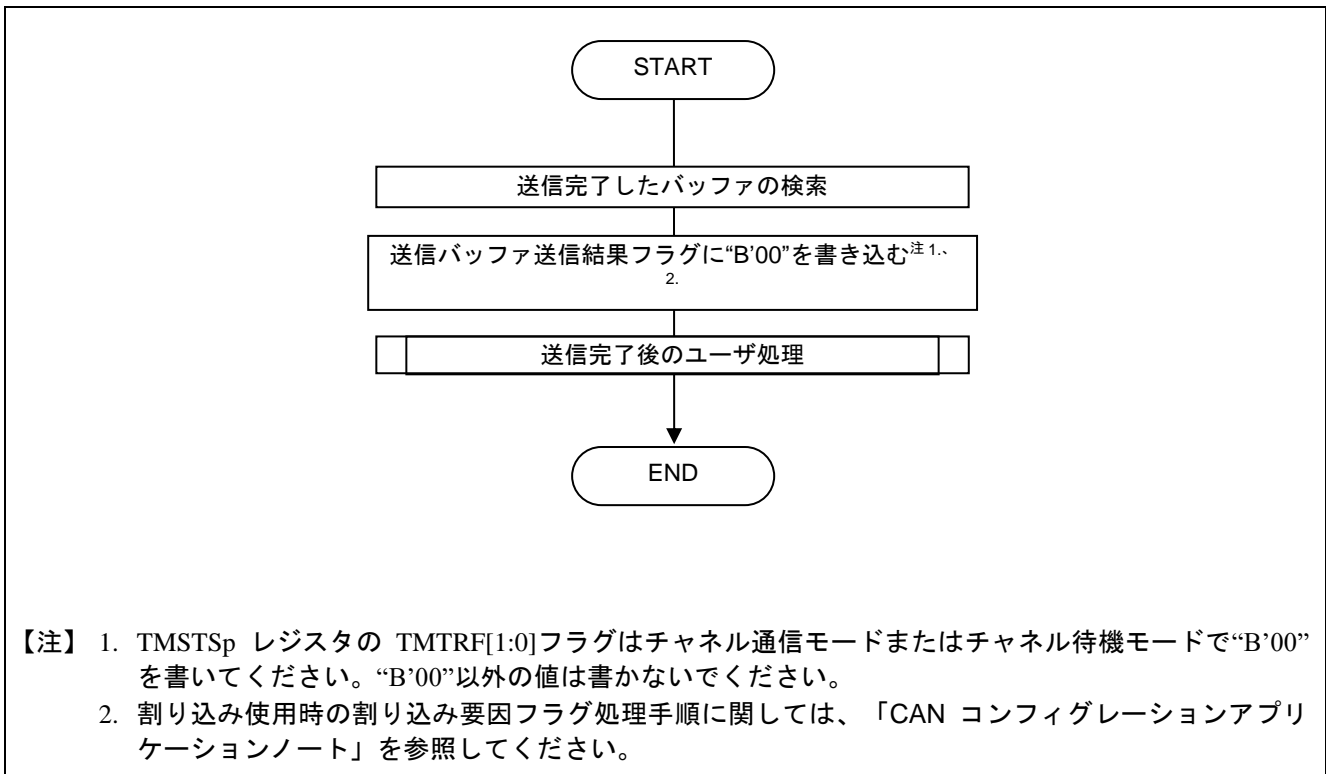 START
送信完了したバッファの検索
送信バッファ送信結果フラグに“B’00”を書き込む注 1.、
2.
送信完了後のユーザ処理
END
【注】 1. TMSTSp レジスタの TMTRF[1:0]フラグはチャネル通信モードまたはチャネル待機モードで“B’00”
を書いてください。“B’00”以外の値は書かないでください。
2. 割り込み使用時の割り込み要因フラグ処理手順に関しては、「CAN コンフィグレーションアプリ
ケーションノート」を参照してください。